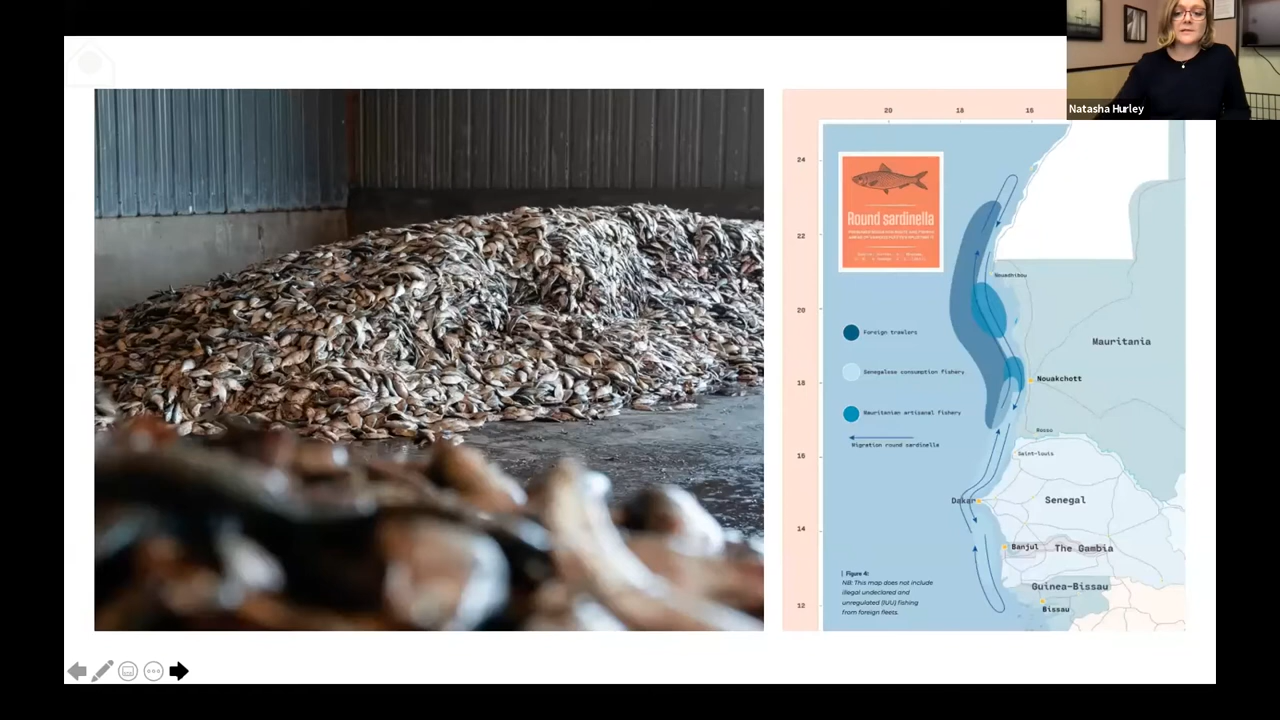 Natasha Hurley
20
18
16
24
22
20
18
16
14
12
Round sardinella
Foreign trawlers
Senegalese consumption fishery
Mauritanian artisanal fishery
Migration round sardinella
Nouadhibou
Mauritania
Nouakchott
Rosso
Saint-louis
Dakar
Senegal
Banjul
The Gambia
Guinea-Bissau
Bissau
Figure 4:
NB: This map does not include
illegal undeclared and
unregulated (IUU) fishing
from foreign fleets.